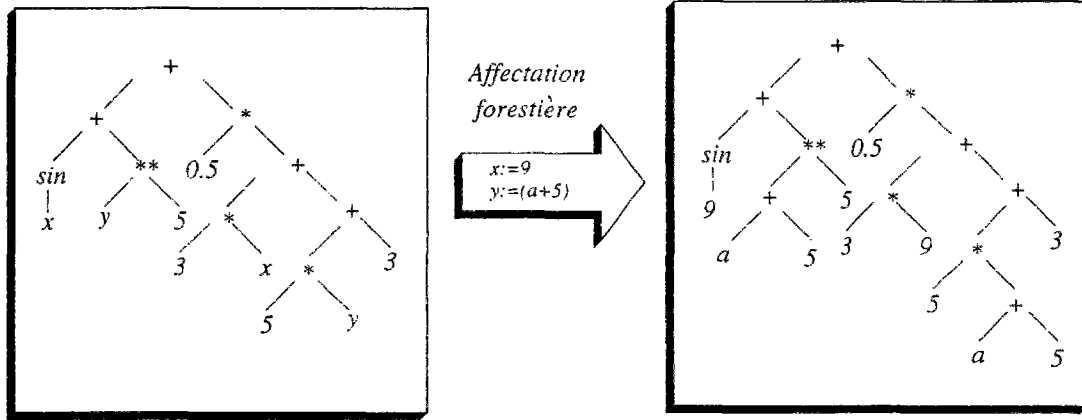 +
+ *
sin ** 0.5 +
x y 5 * +
3 x * 3
5 y
Affectation
forestière
x:=9
y:=(a+5)
+
+ *
sin ** 0.5 +
9 + 5 * +
a 5 3 9 * 3
5 +
a 5